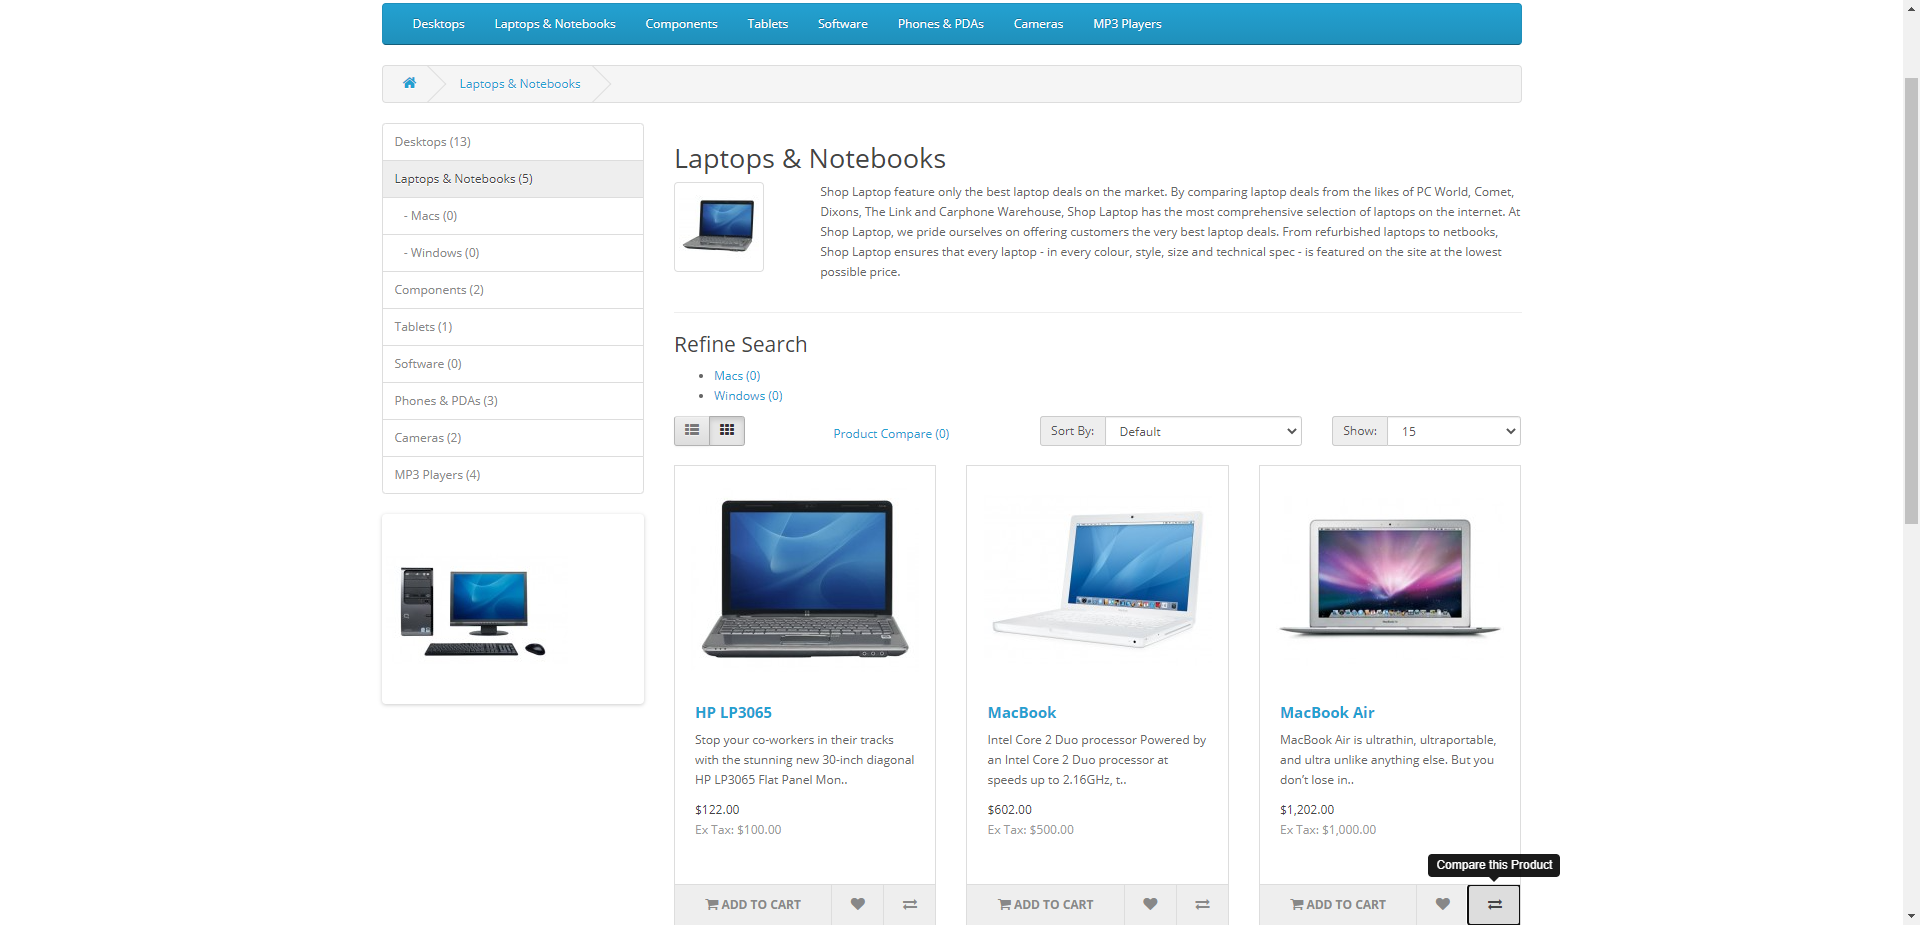 Desktops Laptops & Notebooks Components Tablets Software Phones & PDAs Cameras MP3 Players
Laptops & Notebooks
Desktops (13)
Laptops & Notebooks (5)
- Macs (0)
- Windows (0)
Components (2)
Tablets (1)
Software (0)
Phones & PDAs (3)
Cameras (2)
MP3 Players (4)
Laptops & Notebooks
Shop Laptop feature only the best laptop deals on the market. By comparing laptop deals from the likes of PC World, Comet,
Dixons, The Link and Carphone Warehouse, Shop Laptop has the most comprehensive selection of laptops on the internet. At
Shop Laptop, we pride ourselves on offering customers the very best laptop deals. From refurbished laptops to netbooks,
Shop Laptop ensures that every laptop - in every colour, style, size and technical spec - is featured on the site at the lowest
possible price.
Refine Search
Macs (0)
Windows (0)
Product Compare (0) Sort By: Default Show: 15
HP LP3065
Stop your co-workers in their tracks
with the stunning new 30-inch diagonal
HP LP3065 Flat Panel Mon..
$122.00
Ex Tax: $100.00
ADD TO CART
MacBook
Intel Core 2 Duo processor Powered by
an Intel Core 2 Duo processor at
speeds up to 2.16GHz, t..
$602.00
Ex Tax: $500.00
ADD TO CART
MacBook Air
MacBook Air is ultrathin, ultraportable,
and ultra unlike anything else. But you
don't lose in..
$1,202.00
Ex Tax: $1,000.00
Compare this Product
ADD TO CART